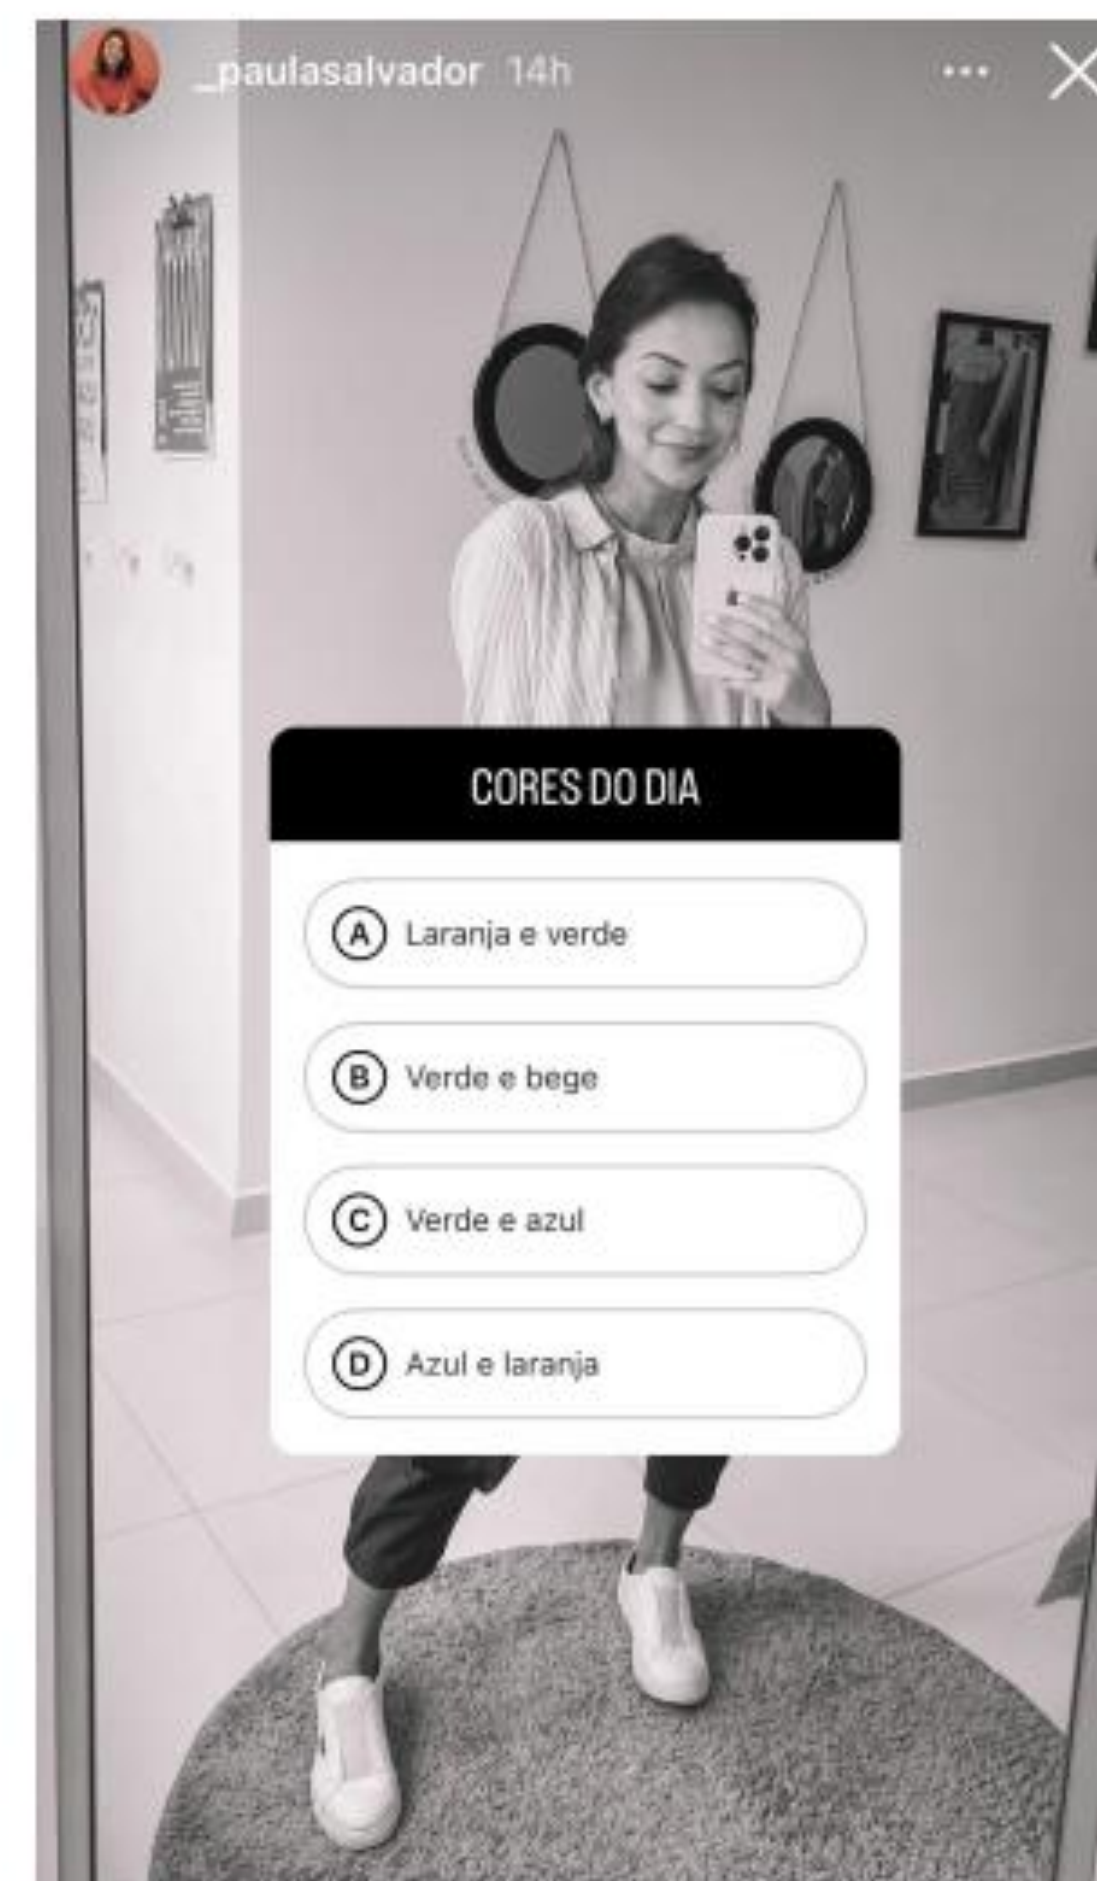 _paulasalvador 14h
CORES DO DIA
A Laranja e verde
B Verde e bege
C Verde e azul
D Azul e laranja